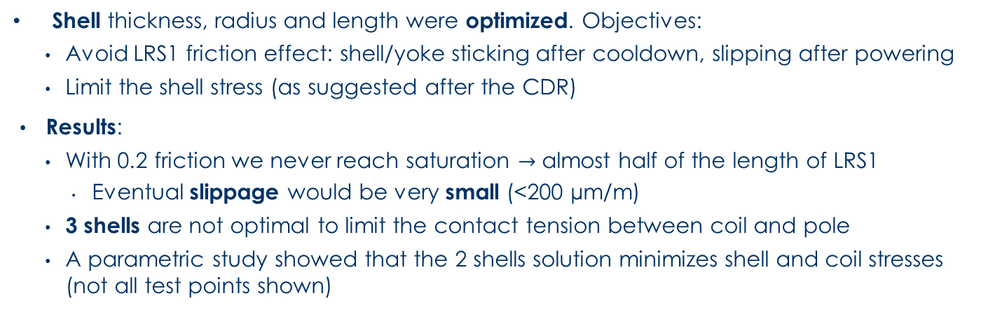 • Shell thickness, radius and length were optimized. Objectives:
• Avoid LRS1 friction effect: shell/yoke sticking after cooldown, slipping after powering
• Limit the shell stress (as suggested after the CDR)
• Results:
• With 0.2 friction we never reach saturation → almost half of the length of LRS1
• Eventual slippage would be very small (<200 µm/m)
• 3 shells are not optimal to limit the contact tension between coil and pole
• A parametric study showed that the 2 shells solution minimizes shell and coil stresses
(not all test points shown)